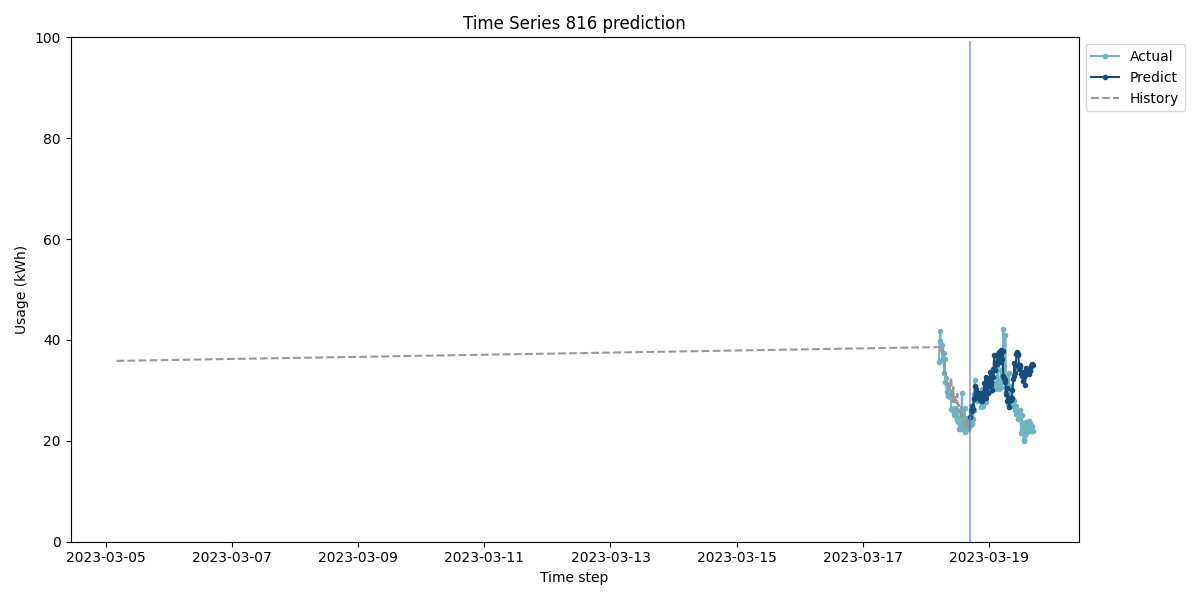 Time Series 816 prediction
Usage (kWh)
100
80
60
40
20
0
2023-03-05
2023-03-07
2023-03-09
2023-03-11
2023-03-13
2023-03-15
2023-03-17
2023-03-19
Time step
Actual
Predict
History